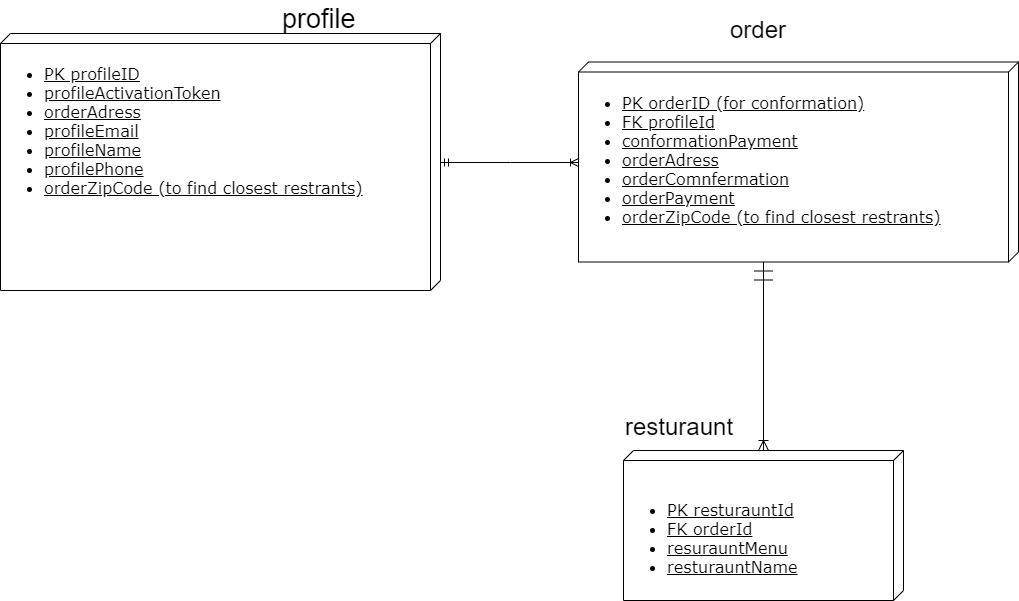 profile
PK profileID
profileActivationToken
orderAdress
profileEmail
profileName
profilePhone
orderZipCode (to find closest restrants)
order
PK orderID (for conformation)
FK profileId
conformationPayment
orderAdress
orderComnfermation
orderPayment
orderZipCode (to find closest restrants)
resturaunt
PK resturauntId
FK orderId
resurauntMenu
resturauntName